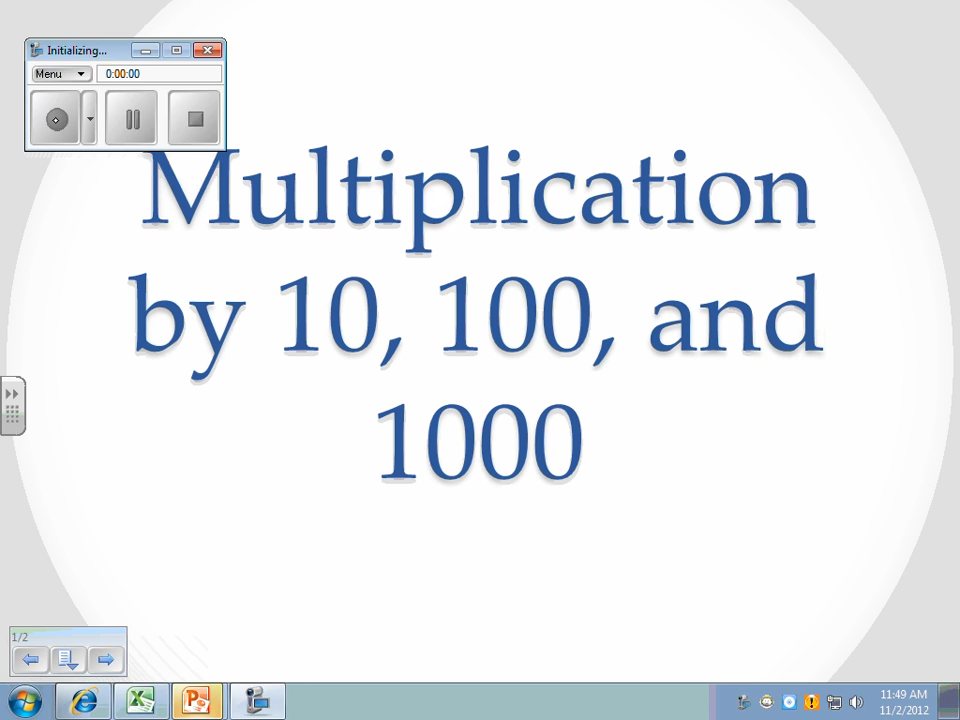 Initializing...
Menu
0:00:00
Multiplication
by 10, 100, and
1000
1/2
11:49 AM
11/2/2012